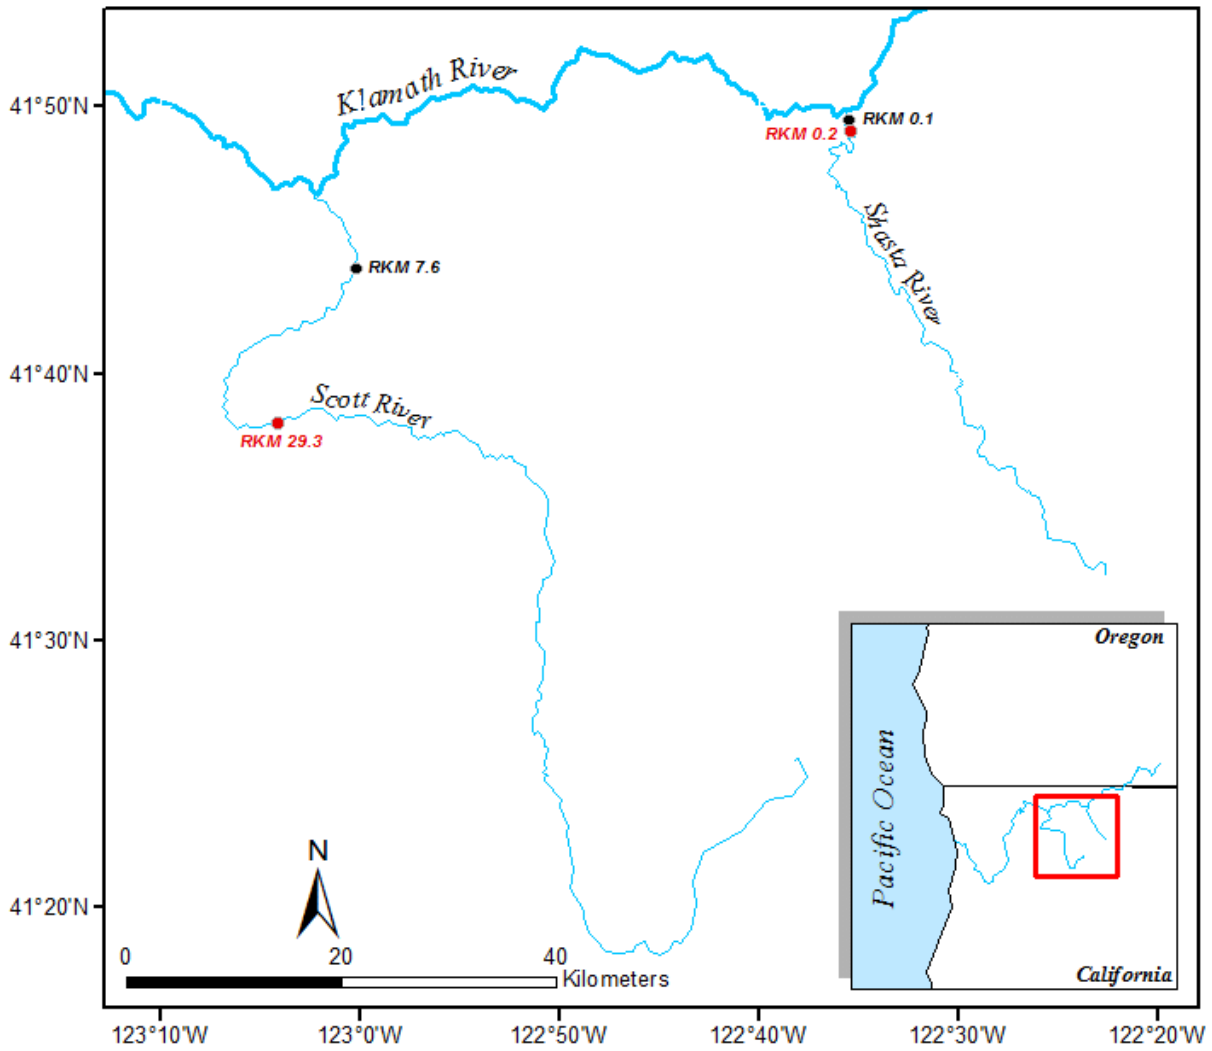 41°50'N
Klamath River
RKM 0.1
RKM 0.2
Shasta River
RKM 7.6
41°40'N
Scott River
RKM 29.3
41°30'N
Oregon
Pacific Ocean
California
41°20'N
N
0 20 40
Kilometers
123°10'W 123°0'W 122°50'W 122°40'W 122°30'W 122°20'W